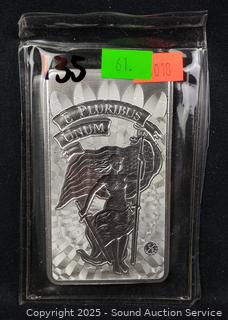 35
61.
010
E PLURIBUS
UNUM
Copyright © 2025 - Sound Auction Service